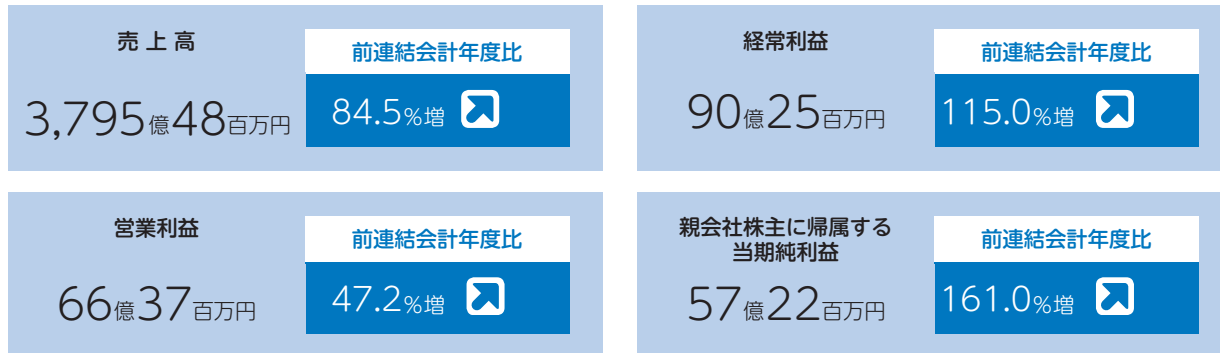 売上高
前連結会計年度比
3,795億48百万円
84.5%増
経常利益
前連結会計年度比
90億25百万円
115.0%増
営業利益
前連結会計年度比
66億37百万円
47.2%増
親会社株主に帰属する
当期純利益
前連結会計年度比
57億22百万円
161.0%増